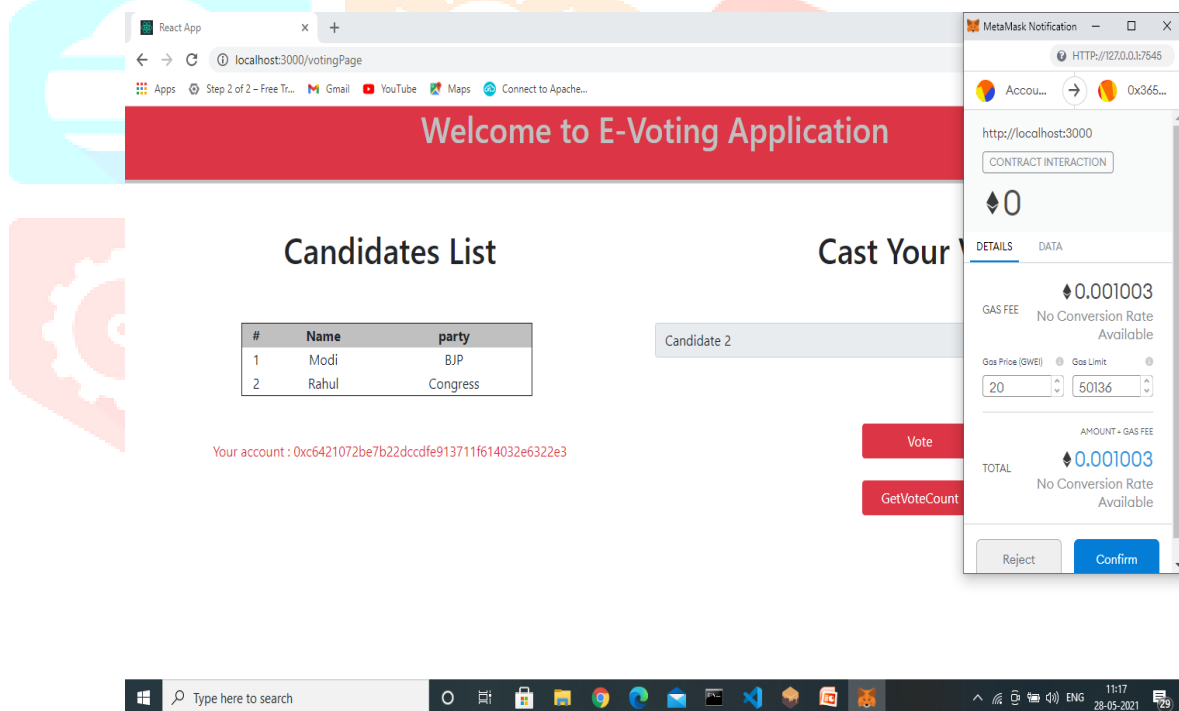 React App
localhost:3000/votingPage
Apps Step 2 of 2 – Free Tr... Gmail YouTube Maps Connect to Apache...
Welcome to E-Voting Application
Candidates List
# Name party
1 Modi BJP
2 Rahul Congress
Your account : 0xc6421072be7b22dccdfe913711f614032e6322e3
Cast Your
Candidate 2
Vote
GetVoteCount
MetaMask Notification
HTTP://127.0.0.1:7545
Accou... 0x365...
http://localhost:3000
CONTRACT INTERACTION
0
DETAILS DATA
GAS FEE 0.001003
No Conversion Rate
Available
Gas Price (GWEI) Gas Limit
20 50136
AMOUNT + GAS FEE
TOTAL 0.001003
No Conversion Rate
Available
Reject Confirm
Type here to search
ENG 11:17
28-05-2021
29